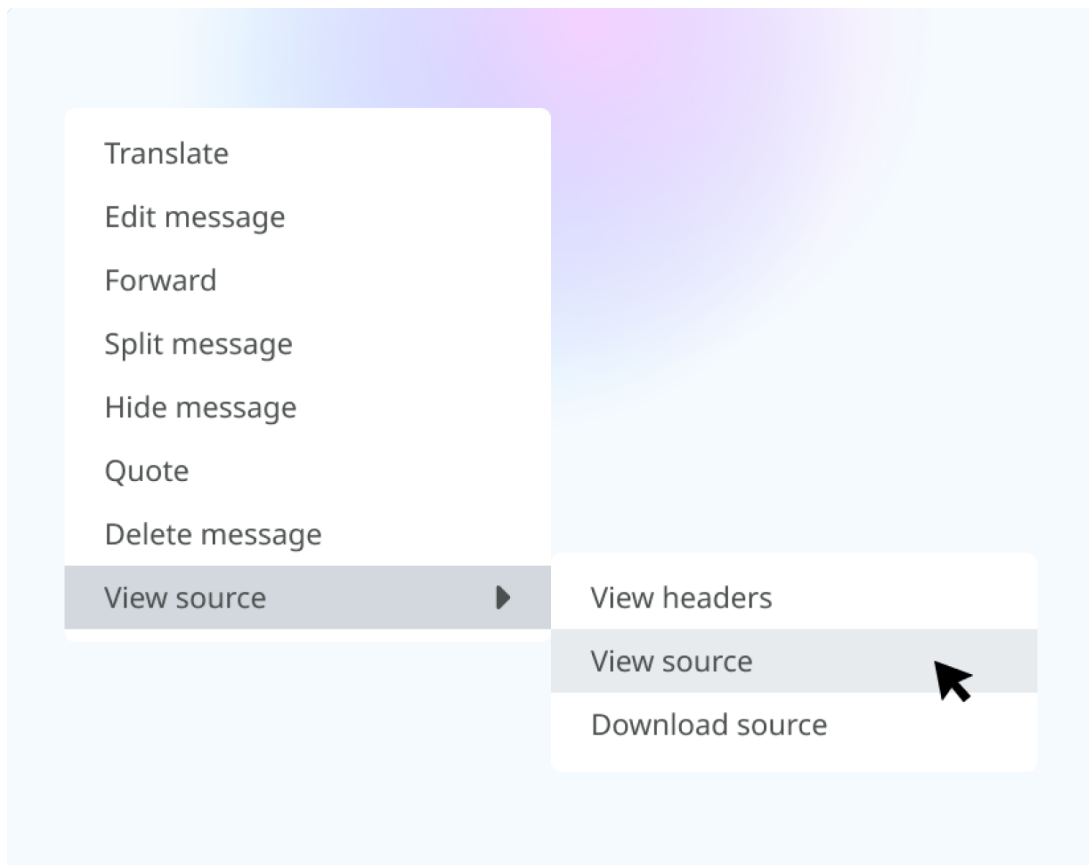 Translate
Edit message
Forward
Split message
Hide message
Quote
Delete message
View source
View headers
View source
Download source